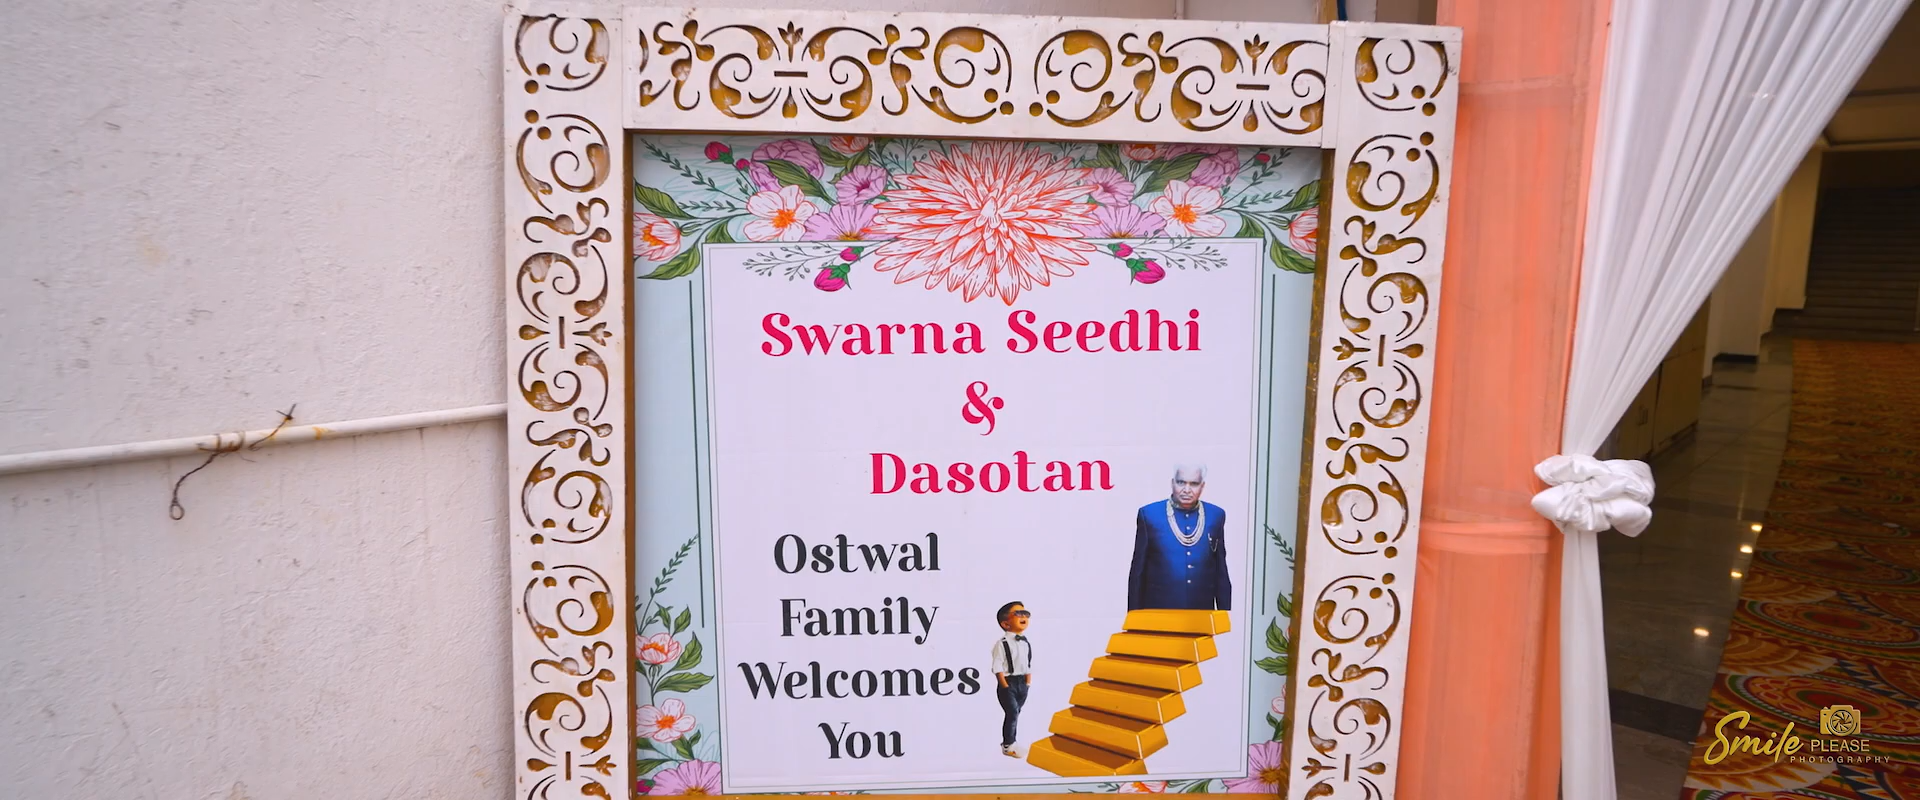 Swarna Seedhi
&
Dasotan
Ostwal
Family
Welcomes
You
Smile PLEASE
PHOTOGRAPHY